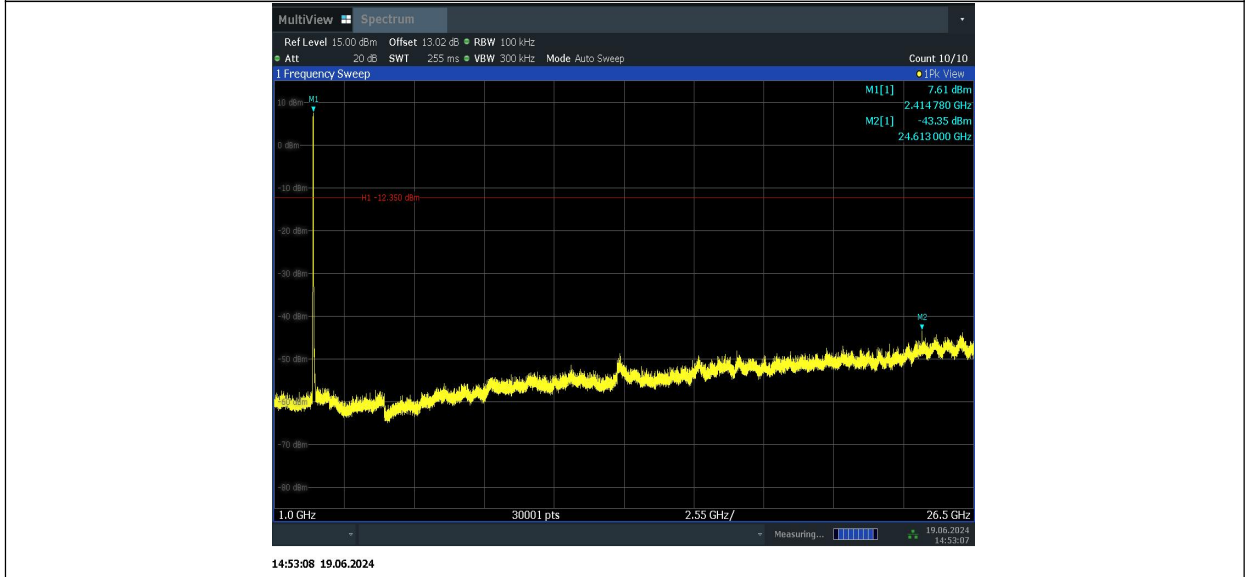 MultiView Spectrum
Ref Level 15.00 dBm Offset 13.02 dB RBW 100 kHz
Att 20 dB SWT 255 ms VBW 300 kHz Mode Auto Sweep Count 10/10
1 Frequency Sweep 1Pk View
M1[1] 7.61 dBm
2.414780 GHz
M2[1] -43.35 dBm
24.613000 GHz
M1
10 dBm
0 dBm
-10 dBm
H1 -12.390 dBm
-20 dBm
-30 dBm
-40 dBm
M2
-50 dBm
-60 dBm
-70 dBm
-80 dBm
1.0 GHz 30001 pts 2.55 GHz/ 26.5 GHz
Measuring... 19.06.2024
14:53:07
14:53:08 19.06.2024